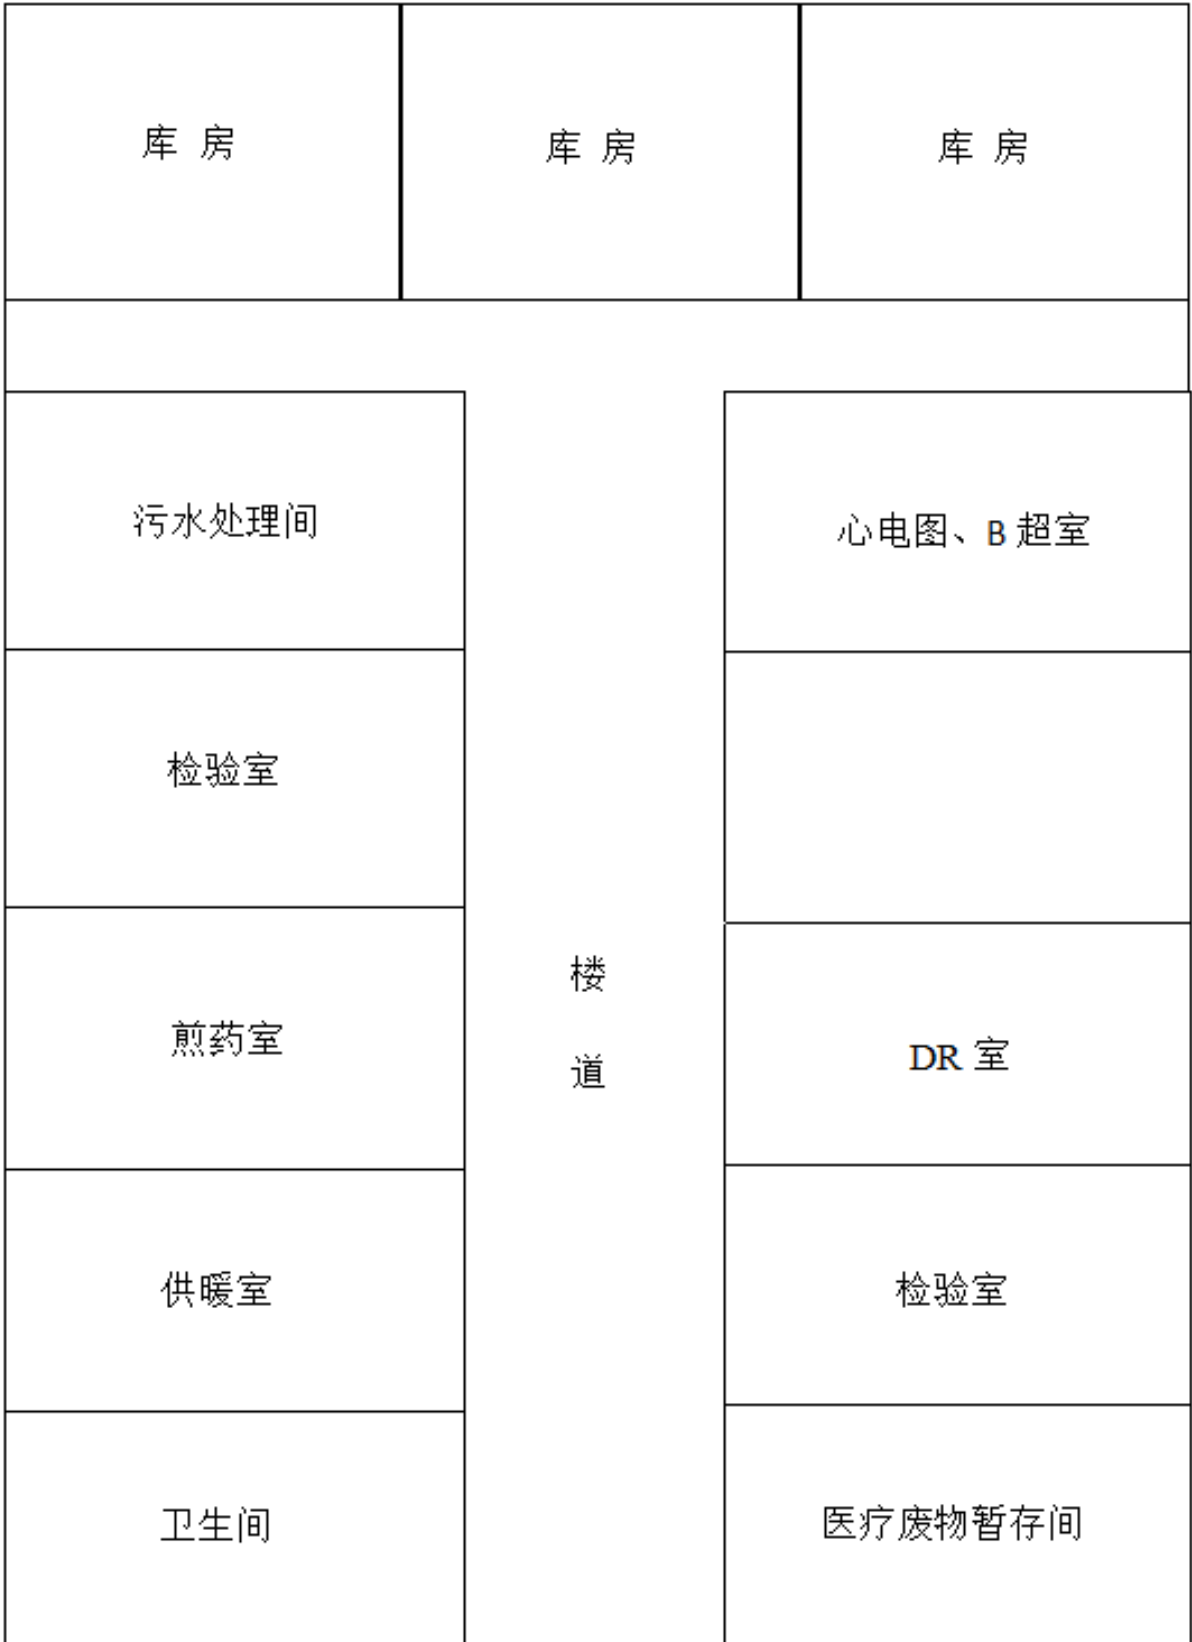 库 房
库 房
库 房
污水处理间
心电图、B 超室
检验室
楼
道
煎药室
DR 室
供暖室
检验室
卫生间
医疗废物暂存间